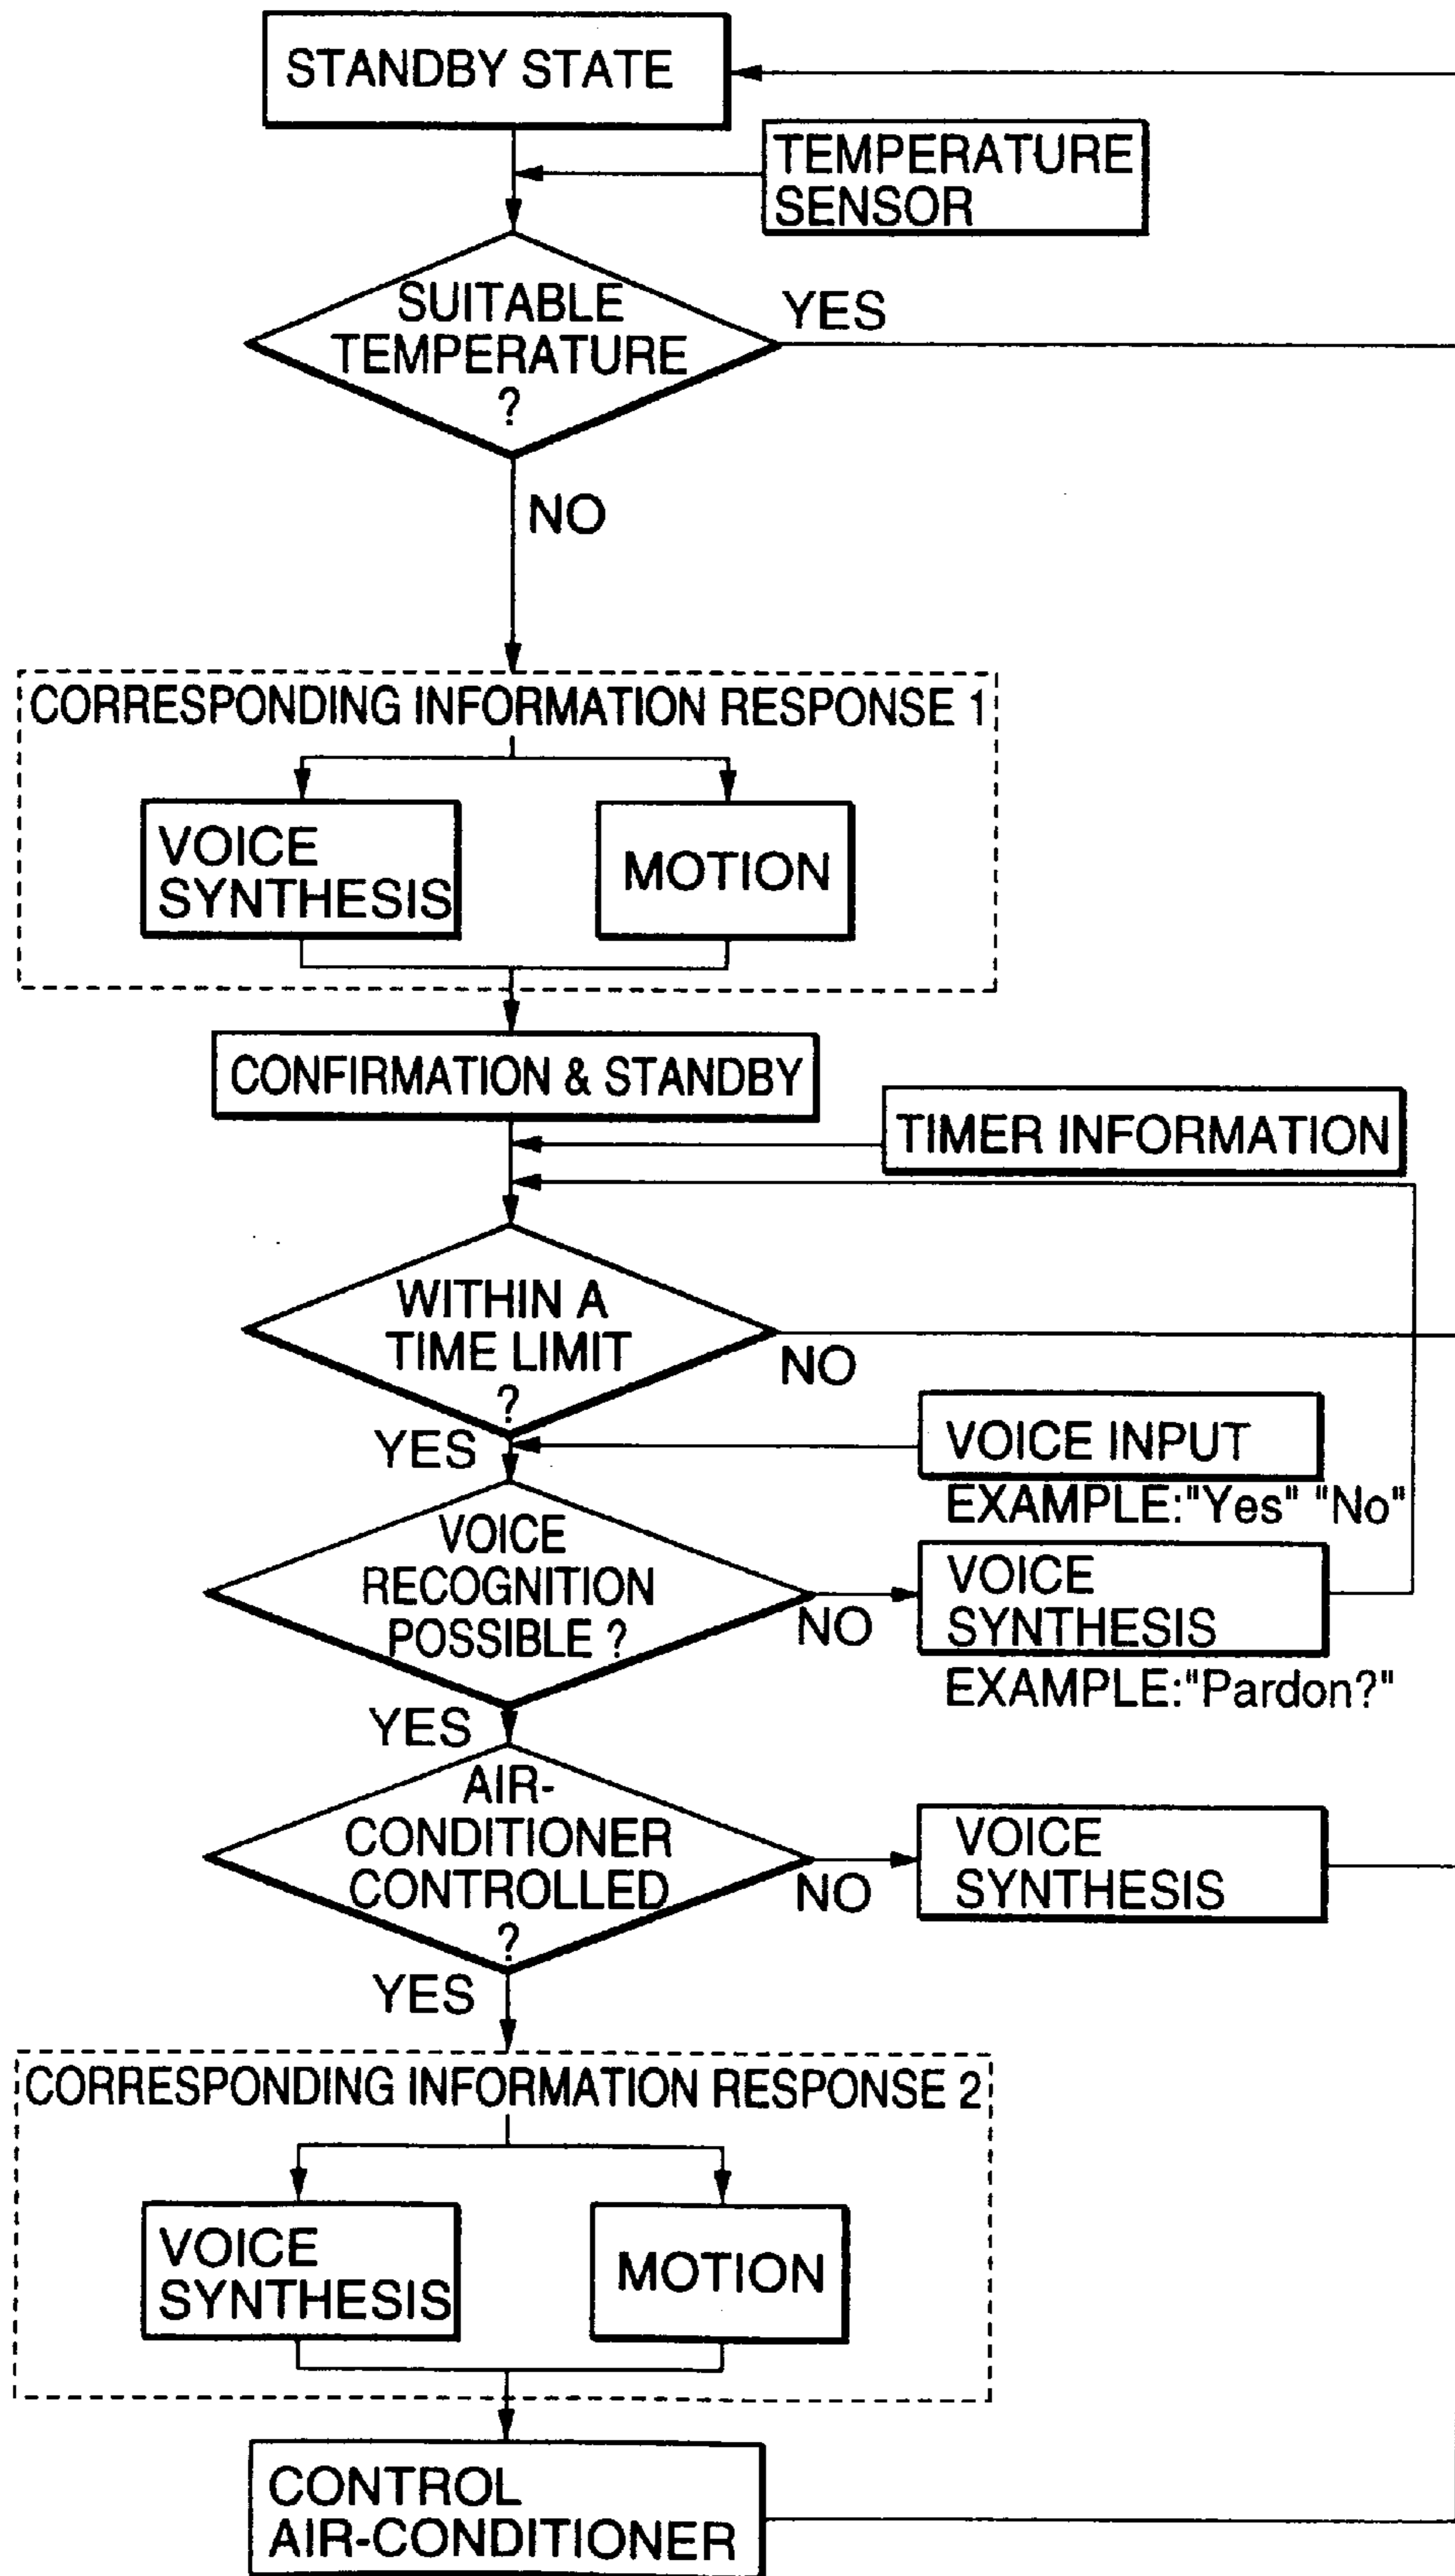 STANDBY STATE
TEMPERATURE
SENSOR
SUITABLE
TEMPERATURE
?
YES
NO
CORRESPONDING INFORMATION RESPONSE 1
VOICE
SYNTHESIS
MOTION
CONFIRMATION & STANDBY
TIMER INFORMATION
WITHIN A
TIME LIMIT
?
NO
YES
VOICE INPUT
EXAMPLE:"Yes" "No"
VOICE
RECOGNITION
POSSIBLE ?
NO
VOICE
SYNTHESIS
EXAMPLE:"Pardon?"
YES
AIR-
CONDITIONER
CONTROLLED
?
NO
VOICE
SYNTHESIS
YES
CORRESPONDING INFORMATION RESPONSE 2
VOICE
SYNTHESIS
MOTION
CONTROL
AIR-CONDITIONER